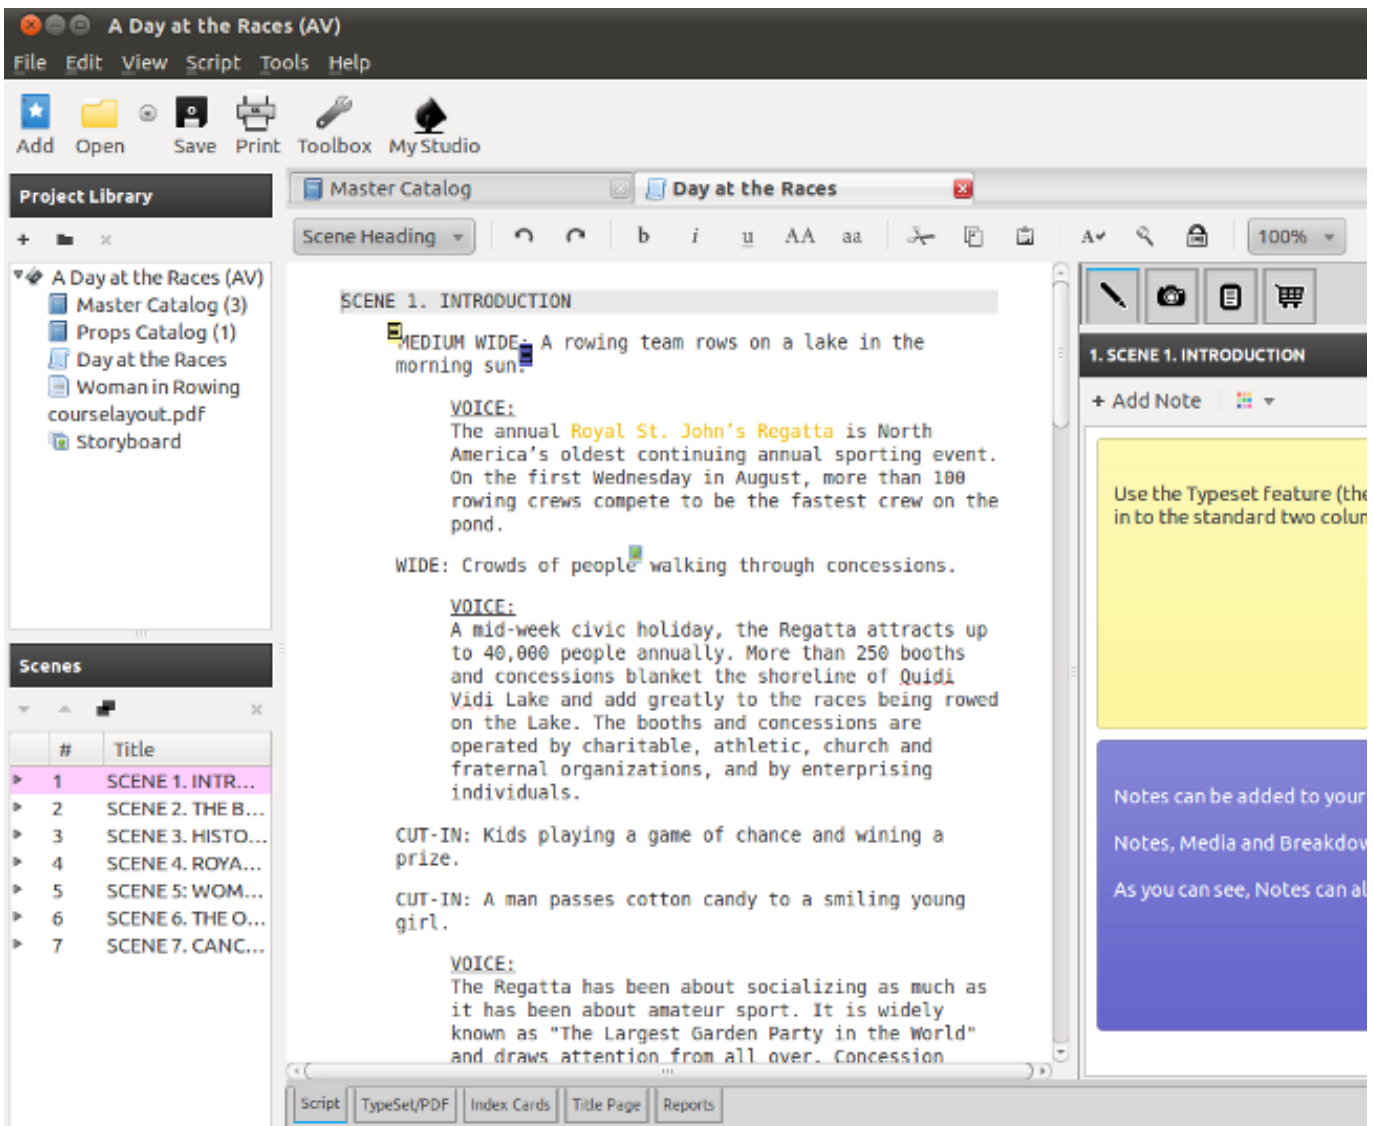 A Day at the Races (AV)
File Edit View Script Tools Help
Add Open Save Print Toolbox My Studio
Project Library
Master Catalog
Day at the Races
Scene Heading
b i u AA aa
A
100%
A Day at the Races (AV)
Master Catalog (3)
Props Catalog (1)
Day at the Races
Woman in Rowing
courselayout.pdf
Storyboard
Scenes
# Title
1 SCENE 1. INTR...
2 SCENE 2. THE B...
3 SCENE 3. HISTO...
4 SCENE 4. ROYA...
5 SCENE 5: WOM...
6 SCENE 6. THE O...
7 SCENE 7. CANC...
SCENE 1. INTRODUCTION
MEDIUM WIDE: A rowing team rows on a lake in the
morning sun.
VOICE:
The annual Royal St. John's Regatta is North
America's oldest continuing annual sporting event.
On the first Wednesday in August, more than 100
rowing crews compete to be the fastest crew on the
pond.
WIDE: Crowds of people walking through concessions.
VOICE:
A mid-week civic holiday, the Regatta attracts up
to 40,000 people annually. More than 250 booths
and concessions blanket the shoreline of Quidi
Vidi Lake and add greatly to the races being rowed
on the Lake. The booths and concessions are
operated by charitable, athletic, church and
fraternal organizations, and by enterprising
individuals.
CUT-IN: Kids playing a game of chance and wining a
prize.
CUT-IN: A man passes cotton candy to a smiling young
girl.
VOICE:
The Regatta has been about socializing as much as
it has been about amateur sport. It is widely
known as "The Largest Garden Party in the World"
and draws attention from all over. Concession
1. SCENE 1. INTRODUCTION
+ Add Note
Use the Typeset feature (the
in to the standard two colum
Notes can be added to your
Notes, Media and Breakdow
As you can see, Notes can al
Script TypeSet/PDF Index Cards Title Page Reports